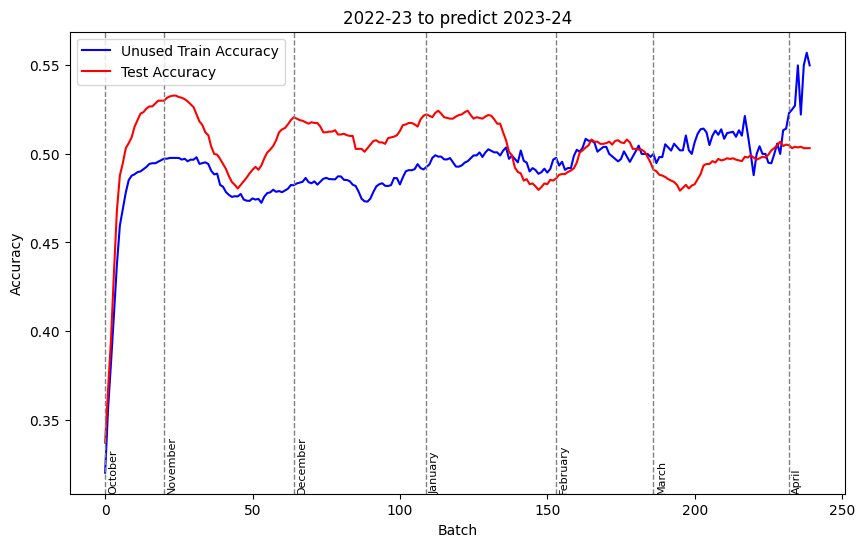 2022-23 to predict 2023-24
Unused Train Accuracy
Test Accuracy
Accuracy
0.55
0.50
0.45
0.40
0.35
October
November
December
January
February
March
April
0
50
100
150
200
250
Batch